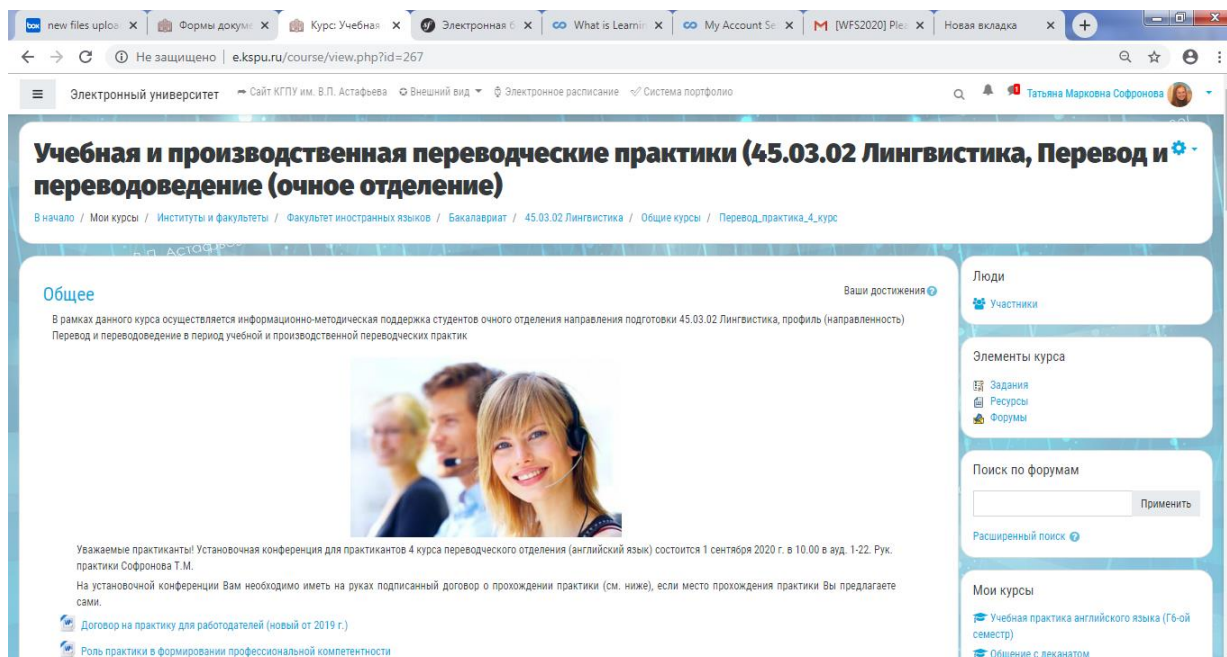 new files uploa
Формы докуме
Курс: Учебная
Электронная б
What is Learnin
My Account Se
[WFS2020] Plea
Новая вкладка
Не защищено | e.kspu.ru/course/view.php?id=267
Электронный университет
Сайт КГПУ им. В.П. Астафьева
Внешний вид
Электронное расписание
Система портфолио
Татьяна Марковна Софронова
Учебная и производственная переводческие практики (45.03.02 Лингвистика, Перевод и
переводоведение (очное отделение)
В начало / Мои курсы / Институты и факультеты / Факультет иностранных языков / Бакалавриат / 45.03.02 Лингвистика / Общие курсы / Перевод_практика_4_курс
Общее
Ваши достижения
В рамках данного курса осуществляется информационно-методическая поддержка студентов очного отделения направления подготовки 45.03.02 Лингвистика, профиль (направленность)
Перевод и переводоведение в период учебной и производственной переводческих практик
Уважаемые практиканты! Установочная конференция для практикантов 4 курса переводческого отделения (английский язык) состоится 1 сентября 2020 г. в 10.00 в ауд. 1-22. Рук.
практики Софронова Т.М.
На установочной конференции Вам необходимо иметь на руках подписанный договор о прохождении практики (см. ниже), если место прохождения практики Вы предлагаете
сами.
Договор на практику для работодателей (новый от 2019 г.)
Роль практики в формировании профессиональной компетентности
Люди
Участники
Элементы курса
Задания
Ресурсы
Форумы
Поиск по форумам
Применить
Расширенный поиск
Мои курсы
Учебная практика английского языка (Г6-ой
семестр)
Общение с деканатом